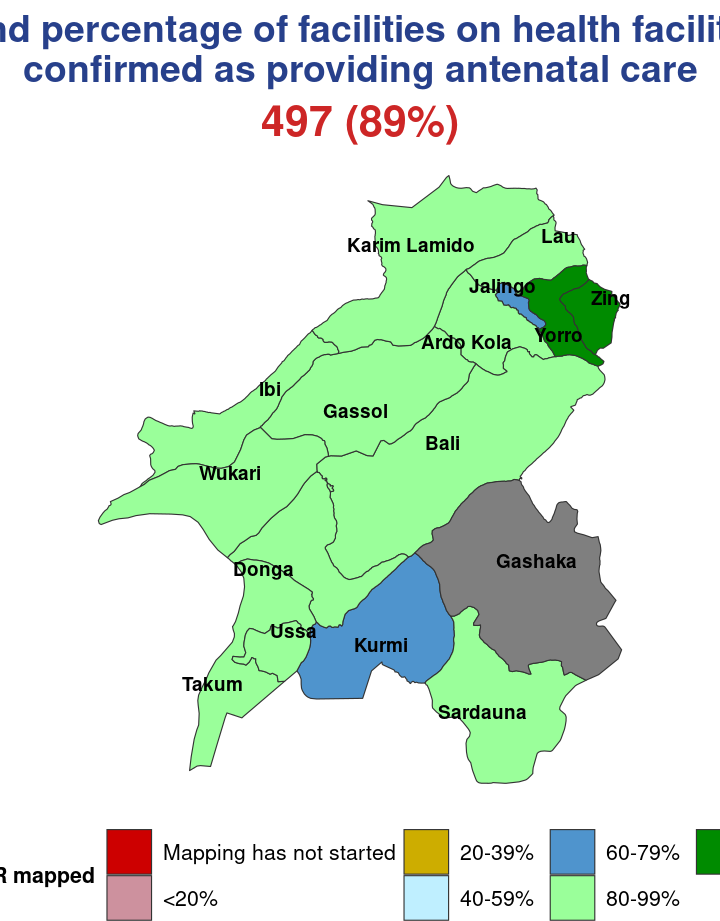 nd percentage of facilities on health facilit
confirmed as providing antenatal care
497 (89%)
Karim Lamido
Lau
Jalingo
Zing
Yorro
Ardo Kola
Ibi
Gassol
Bali
Wukari
Gashaka
Donga
Ussa
Kurmi
Takum
Sardauna
R mapped
Mapping has not started
20-39%
60-79%
<20%
40-59%
80-99%